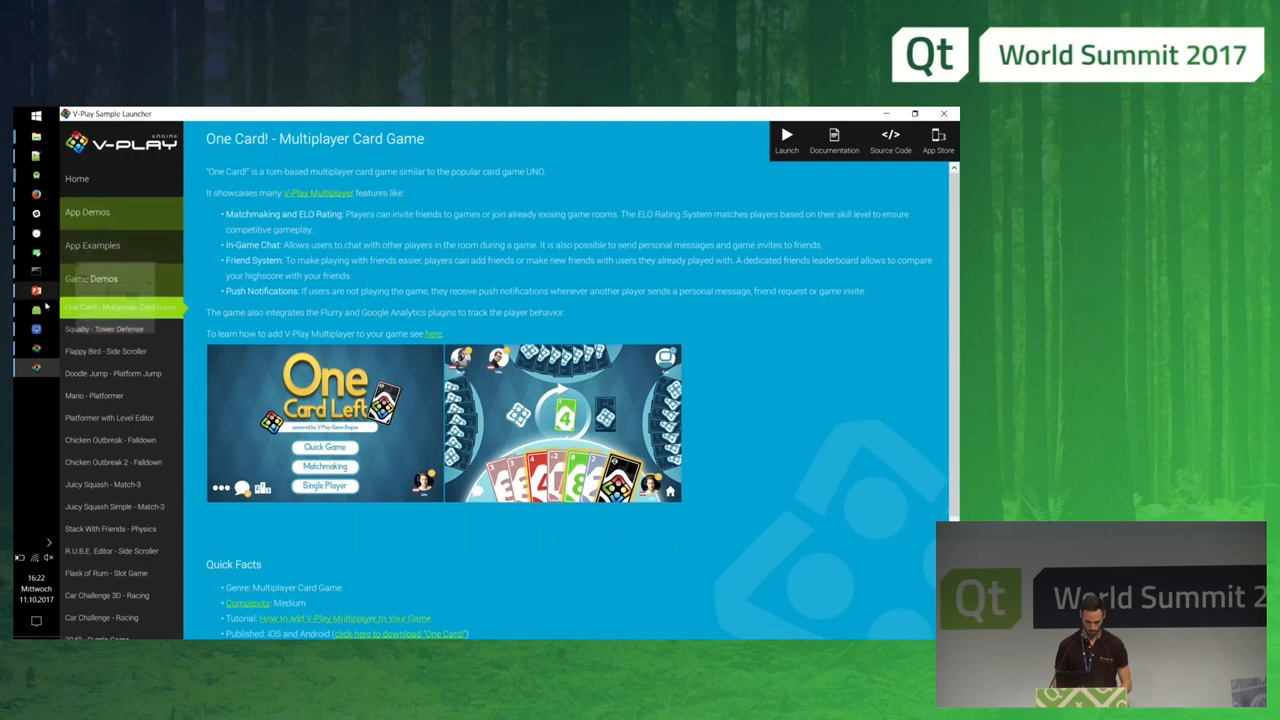 Qt World Summit 2017
V-Play Sample Launcher
ENGINE
V-PLAY
Home
App Demos
App Examples
Game Demos
One Card - Multiplayer Card Game
Squaby - Tower Defense
Flappy Bird - Side Scroller
Doodle Jump - Platform Jump
Mario - Platformer
Platformer with Level Editor
Chicken Outbreak - Falldown
Chicken Outbreak 2 - Falldown
Juicy Squash - Match-3
Juicy Squash Simple - Match-3
Stack With Friends - Physics
R.U.B.E. Editor - Side Scroller
Flask of Rum - Slot Game
Car Challenge 3D - Racing
Car Challenge - Racing
One Card! - Multiplayer Card Game
Launch
Documentation
Source Code
App Store
"One Card!" is a turn-based multiplayer card game similar to the popular card game UNO.
It showcases many V-Play Multiplayer features like:
• Matchmaking and ELO Rating: Players can invite friends to games or join already exising game rooms. The ELO Rating System matches players based on their skill level to ensure
competitive gameplay.
• In-Game Chat: Allows users to chat with other players in the room during a game. It is also possible to send personal messages and game invites to friends.
• Friend System: To make playing with friends easier, players can add friends or make new friends with users they already played with. A dedicated friends leaderboard allows to compare
your highscore with your friends.
• Push Notifications: If users are not playing the game, they receive push notifications whenever another player sends a personal message, friend request or game invite.
The game also integrates the Flurry and Google Analytics plugins to track the player behavior.
To learn how to add V-Play Multiplayer to your game see here.
One
Card Left
powered by V-Play Game Engine
Quick Game
Matchmaking
Single Player
4
Quick Facts
• Genre: Multiplayer Card Game
• Complexity: Medium
• Tutorial: How to add V-Play Multiplayer to Your Game
• Published: iOS and Android (click here to download "One Card!")
16:22
Mittwoch
11.10.2017
Qt World Summit 2